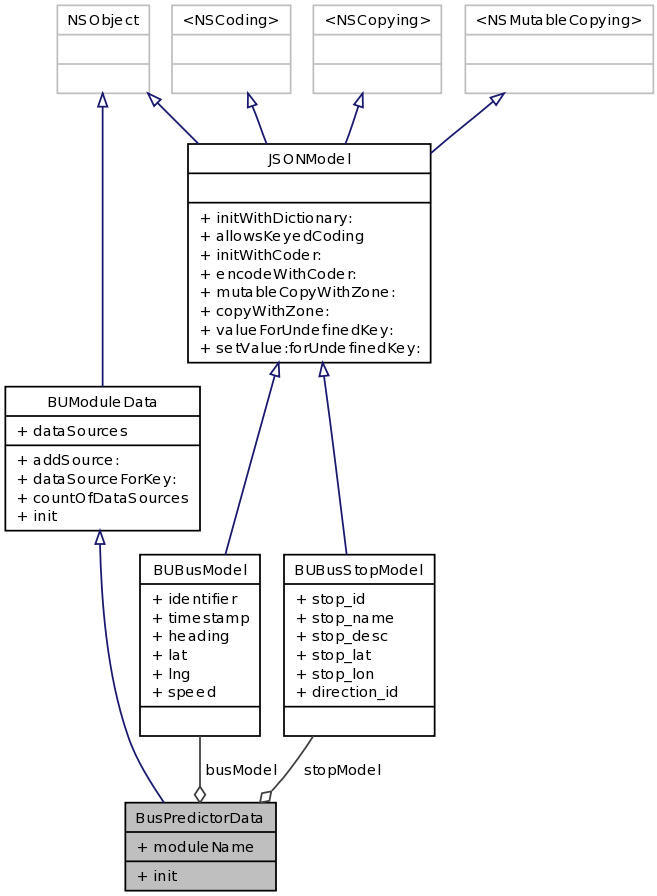 NSObject
<NSCoding>
<NSCopying>
<NSMutableCopying>
JSONModel
+ initWithDictionary:
+ allowsKeyedCoding
+ initWithCoder:
+ encodeWithCoder:
+ mutableCopyWithZone:
+ copyWithZone:
+ valueForUndefinedKey:
+ setValue:forUndefinedKey:
BUModuleData
+ dataSources
+ addSource:
+ dataSourceForKey:
+ countOfDataSources
+ init
BUBusModel
+ identifier
+ timestamp
+ heading
+ lat
+ lng
+ speed
BUBusStopModel
+ stop_id
+ stop_name
+ stop_desc
+ stop_lat
+ stop_lon
+ direction_id
busModel
stopModel
BusPredictorData
+ moduleName
+ init